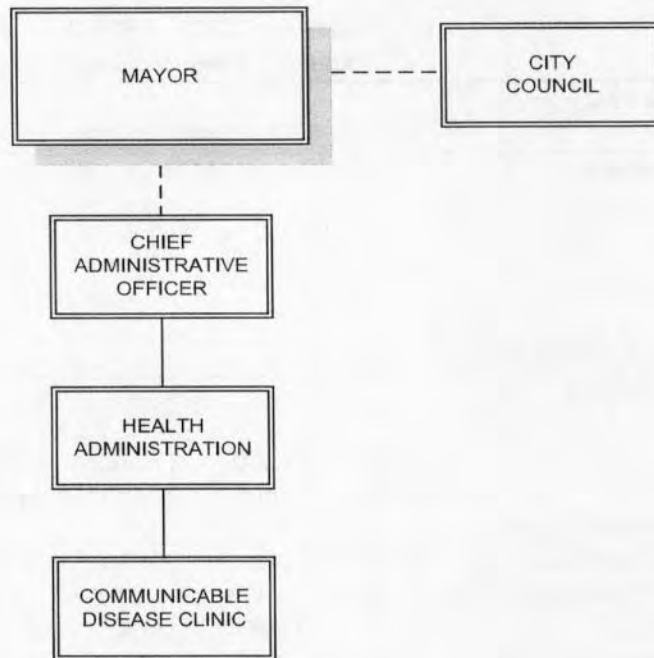 MAYOR
CITY
COUNCIL
CHIEF
ADMINISTRATIVE
OFFICER
HEALTH
ADMINISTRATION
COMMUNICABLE
DISEASE CLINIC